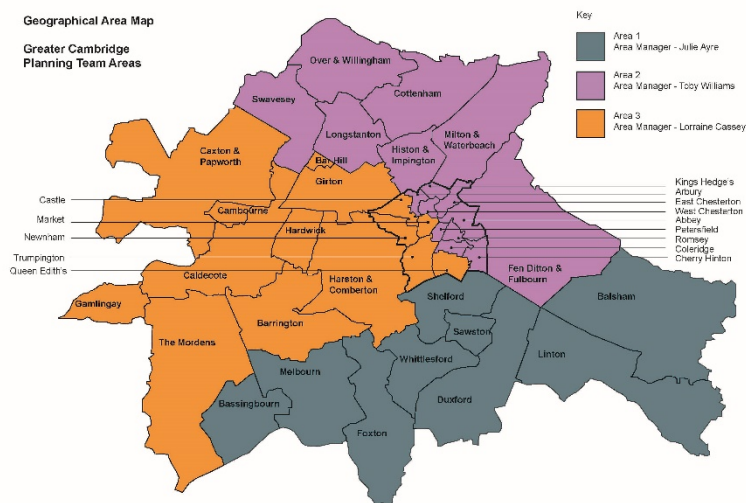 Geographical Area Map
Greater Cambridge
Planning Team Areas
Key
Area 1
Area Manager - Julie Ayre
Area 2
Area Manager - Toby Williams
Area 3
Area Manager - Lorraine Cassey
Over & Willingham
Cottenham
Swavesey
Longstanton
Histon &
Impington
Milton &
Waterbeach
Caxton &
Papworth
Bar Hill
Girton
Cambourne
Hardwick
Caldecote
Harston &
Comberton
Gamlingay
Barrington
The Mordens
Castle
Market
Newnham
Trumpington
Queen Edith's
Kings Hedge's
Arbury
East Chesterton
West Chesterton
Abbey
Petersfield
Romsey
Coleridge
Cherry Hinton
Fen Ditton &
Fulbourn
Balsham
Shelford
Sawston
Linton
Whittlesford
Melbourn
Duxford
Bassingbourn
Foxton